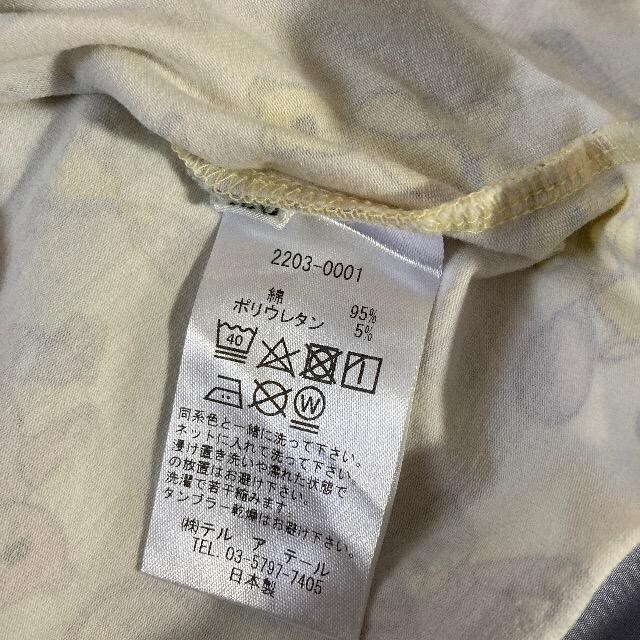 2203-0001
綿 95%
ポリウレタン 5%
40
W
同系色と一緒に洗って下さい。
ネットに入れて洗って下さい。
浸け置き洗いや濡れた状態で
の放置はお避け下さい。
洗濯で若干縮みます。
タンブラー乾燥はお避け下さい。
㈱テル ア テール
TEL. 03-5797-7405
日本製